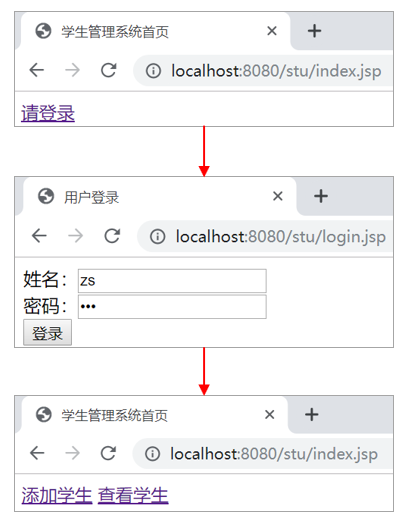 学生管理系统首页
localhost:8080/stu/index.jsp
请登录
用户登录
localhost:8080/stu/login.jsp
姓名：zs
密码：•••
登录
学生管理系统首页
localhost:8080/stu/index.jsp
添加学生 查看学生